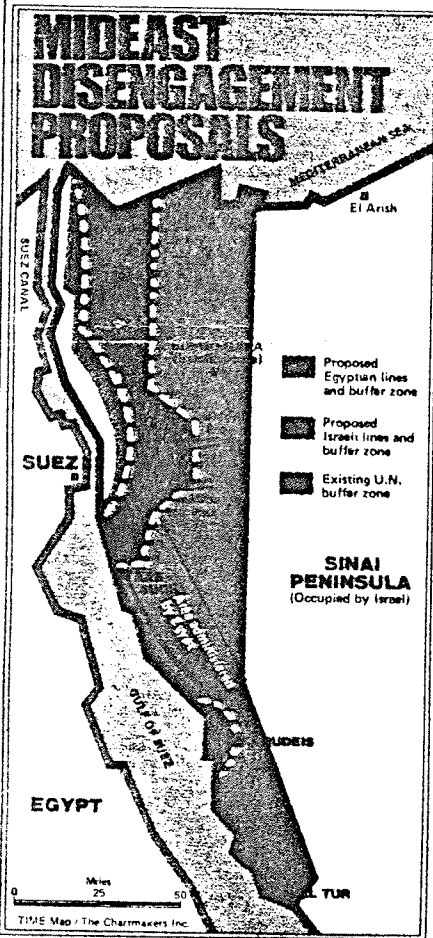 MIDEAST
DISENGAGEMENT
PROPOSALS
MEDITERRANEAN SEA
El Arish
SUEZ CANAL
Proposed
Egyptian lines
and buffer zone
Proposed
Israeli lines and
buffer zone
Existing U.N.
buffer zone
SUEZ
SINAI
PENINSULA
(Occupied by Israel)
GULF OF SUEZ
UDEIS
EGYPT
Miles
0 25 50
L TUR
TIME Map / The Chartmakers Inc.